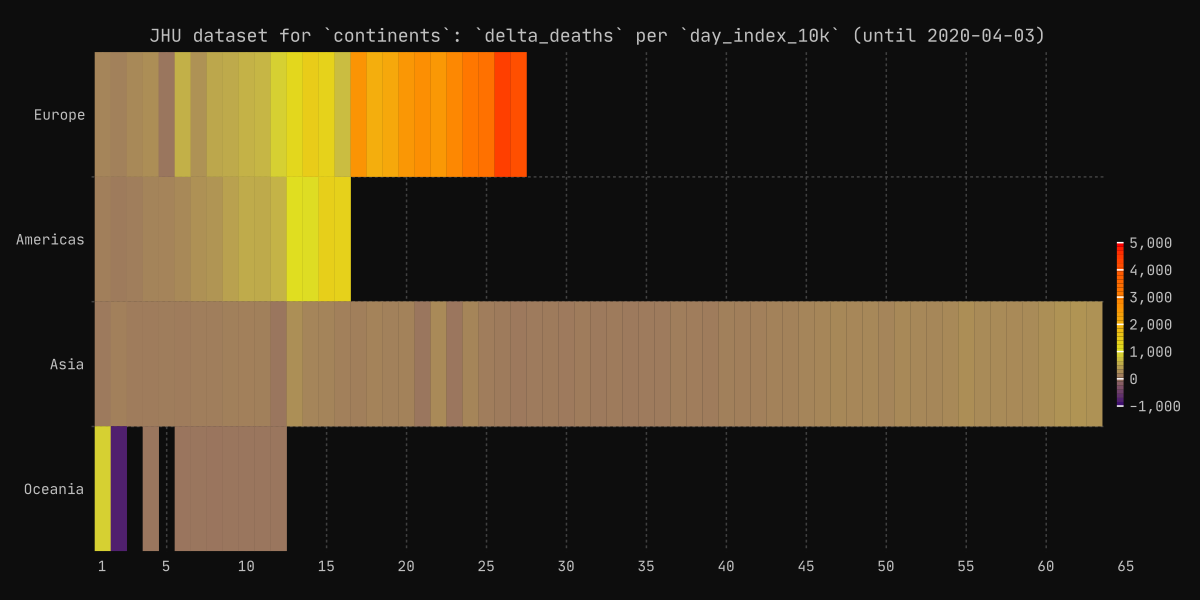 JHU dataset for `continents`: `delta_deaths` per `day_index_10k` (until 2020-04-03)
Europe
Americas
Asia
Oceania
5,000
4,000
3,000
2,000
1,000
0
-1,000
1 5 10 15 20 25 30 35 40 45 50 55 60 65